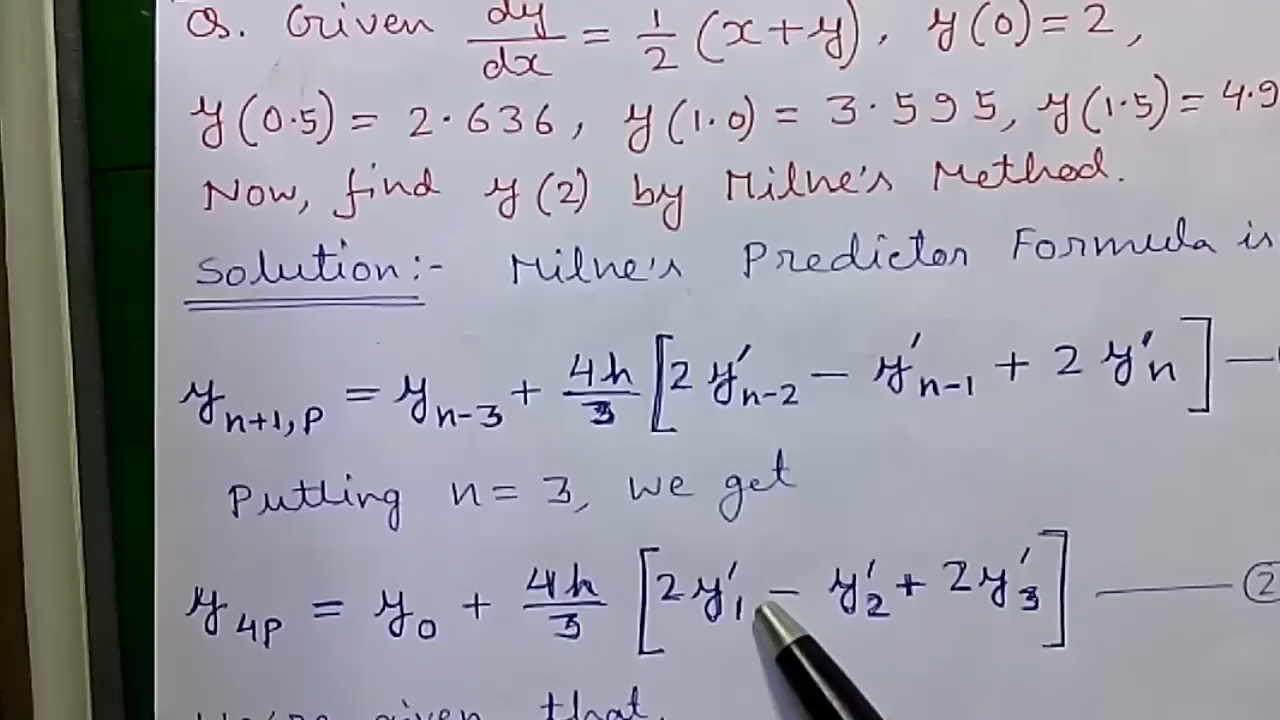 Q. Given dy/dx = 1/2 (x+y), y(0) = 2,
y(0.5) = 2.636, y(1.0) = 3.595, y(1.5) = 4.9
Now, find y(2) by Milne's Method.
Solution:- Milne's Predictor Formula is
y_{n+1,p} = y_{n-3} + 4h/3 [2y'_{n-2} - y'_{n-1} + 2y'_n] —
Putting n = 3, we get
y_{4p} = y_0 + 4h/3 [2y'_1 - y'_2 + 2y'_3] — ②
given that